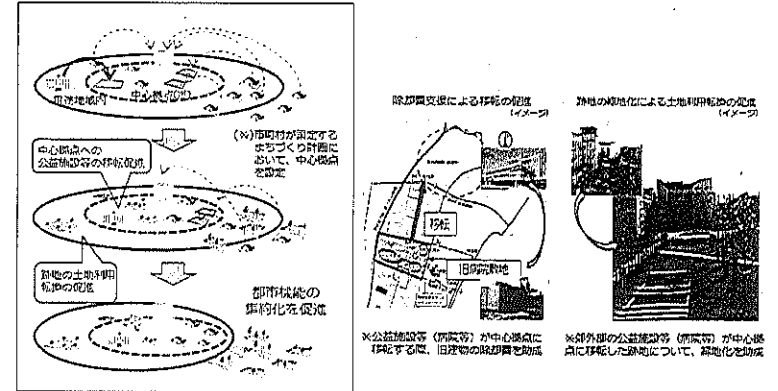 中心拠点(※)
(※)市町村が策定する
まちづくり計画に
おいて、中心拠点
を設定
中心拠点への
公益施設等の移転促進
跡地の土地利用
転換の促進
都市機能の
集約化を促進
除却費支援による移転の促進
(イメージ)
移転
旧病院敷地
※公益施設等(病院等)が中心拠点に
移転する際、旧建物の除却費を助成
跡地の緑地化による土地利用転換の促進
(イメージ)
※郊外部の公益施設等(病院等)が中心拠
点に移転した跡地について、緑地化を助成